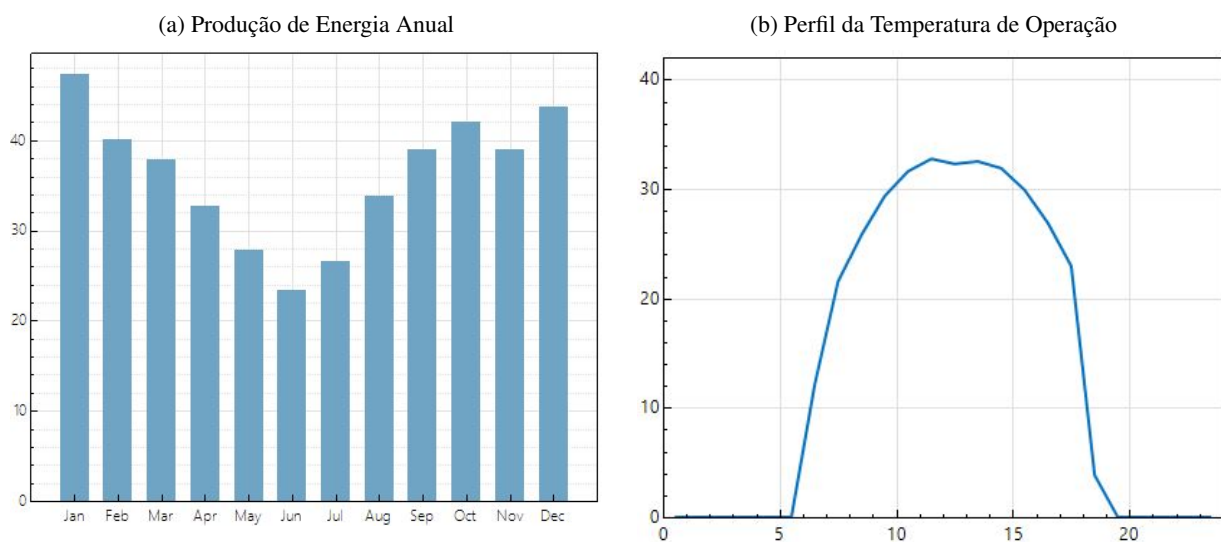 (a) Produção de Energia Anual
(b) Perfil da Temperatura de Operação
40
30
20
10
0
Jan Feb Mar Apr May Jun Jul Aug Sep Oct Nov Dec
40
30
20
10
0
0 5 10 15 20